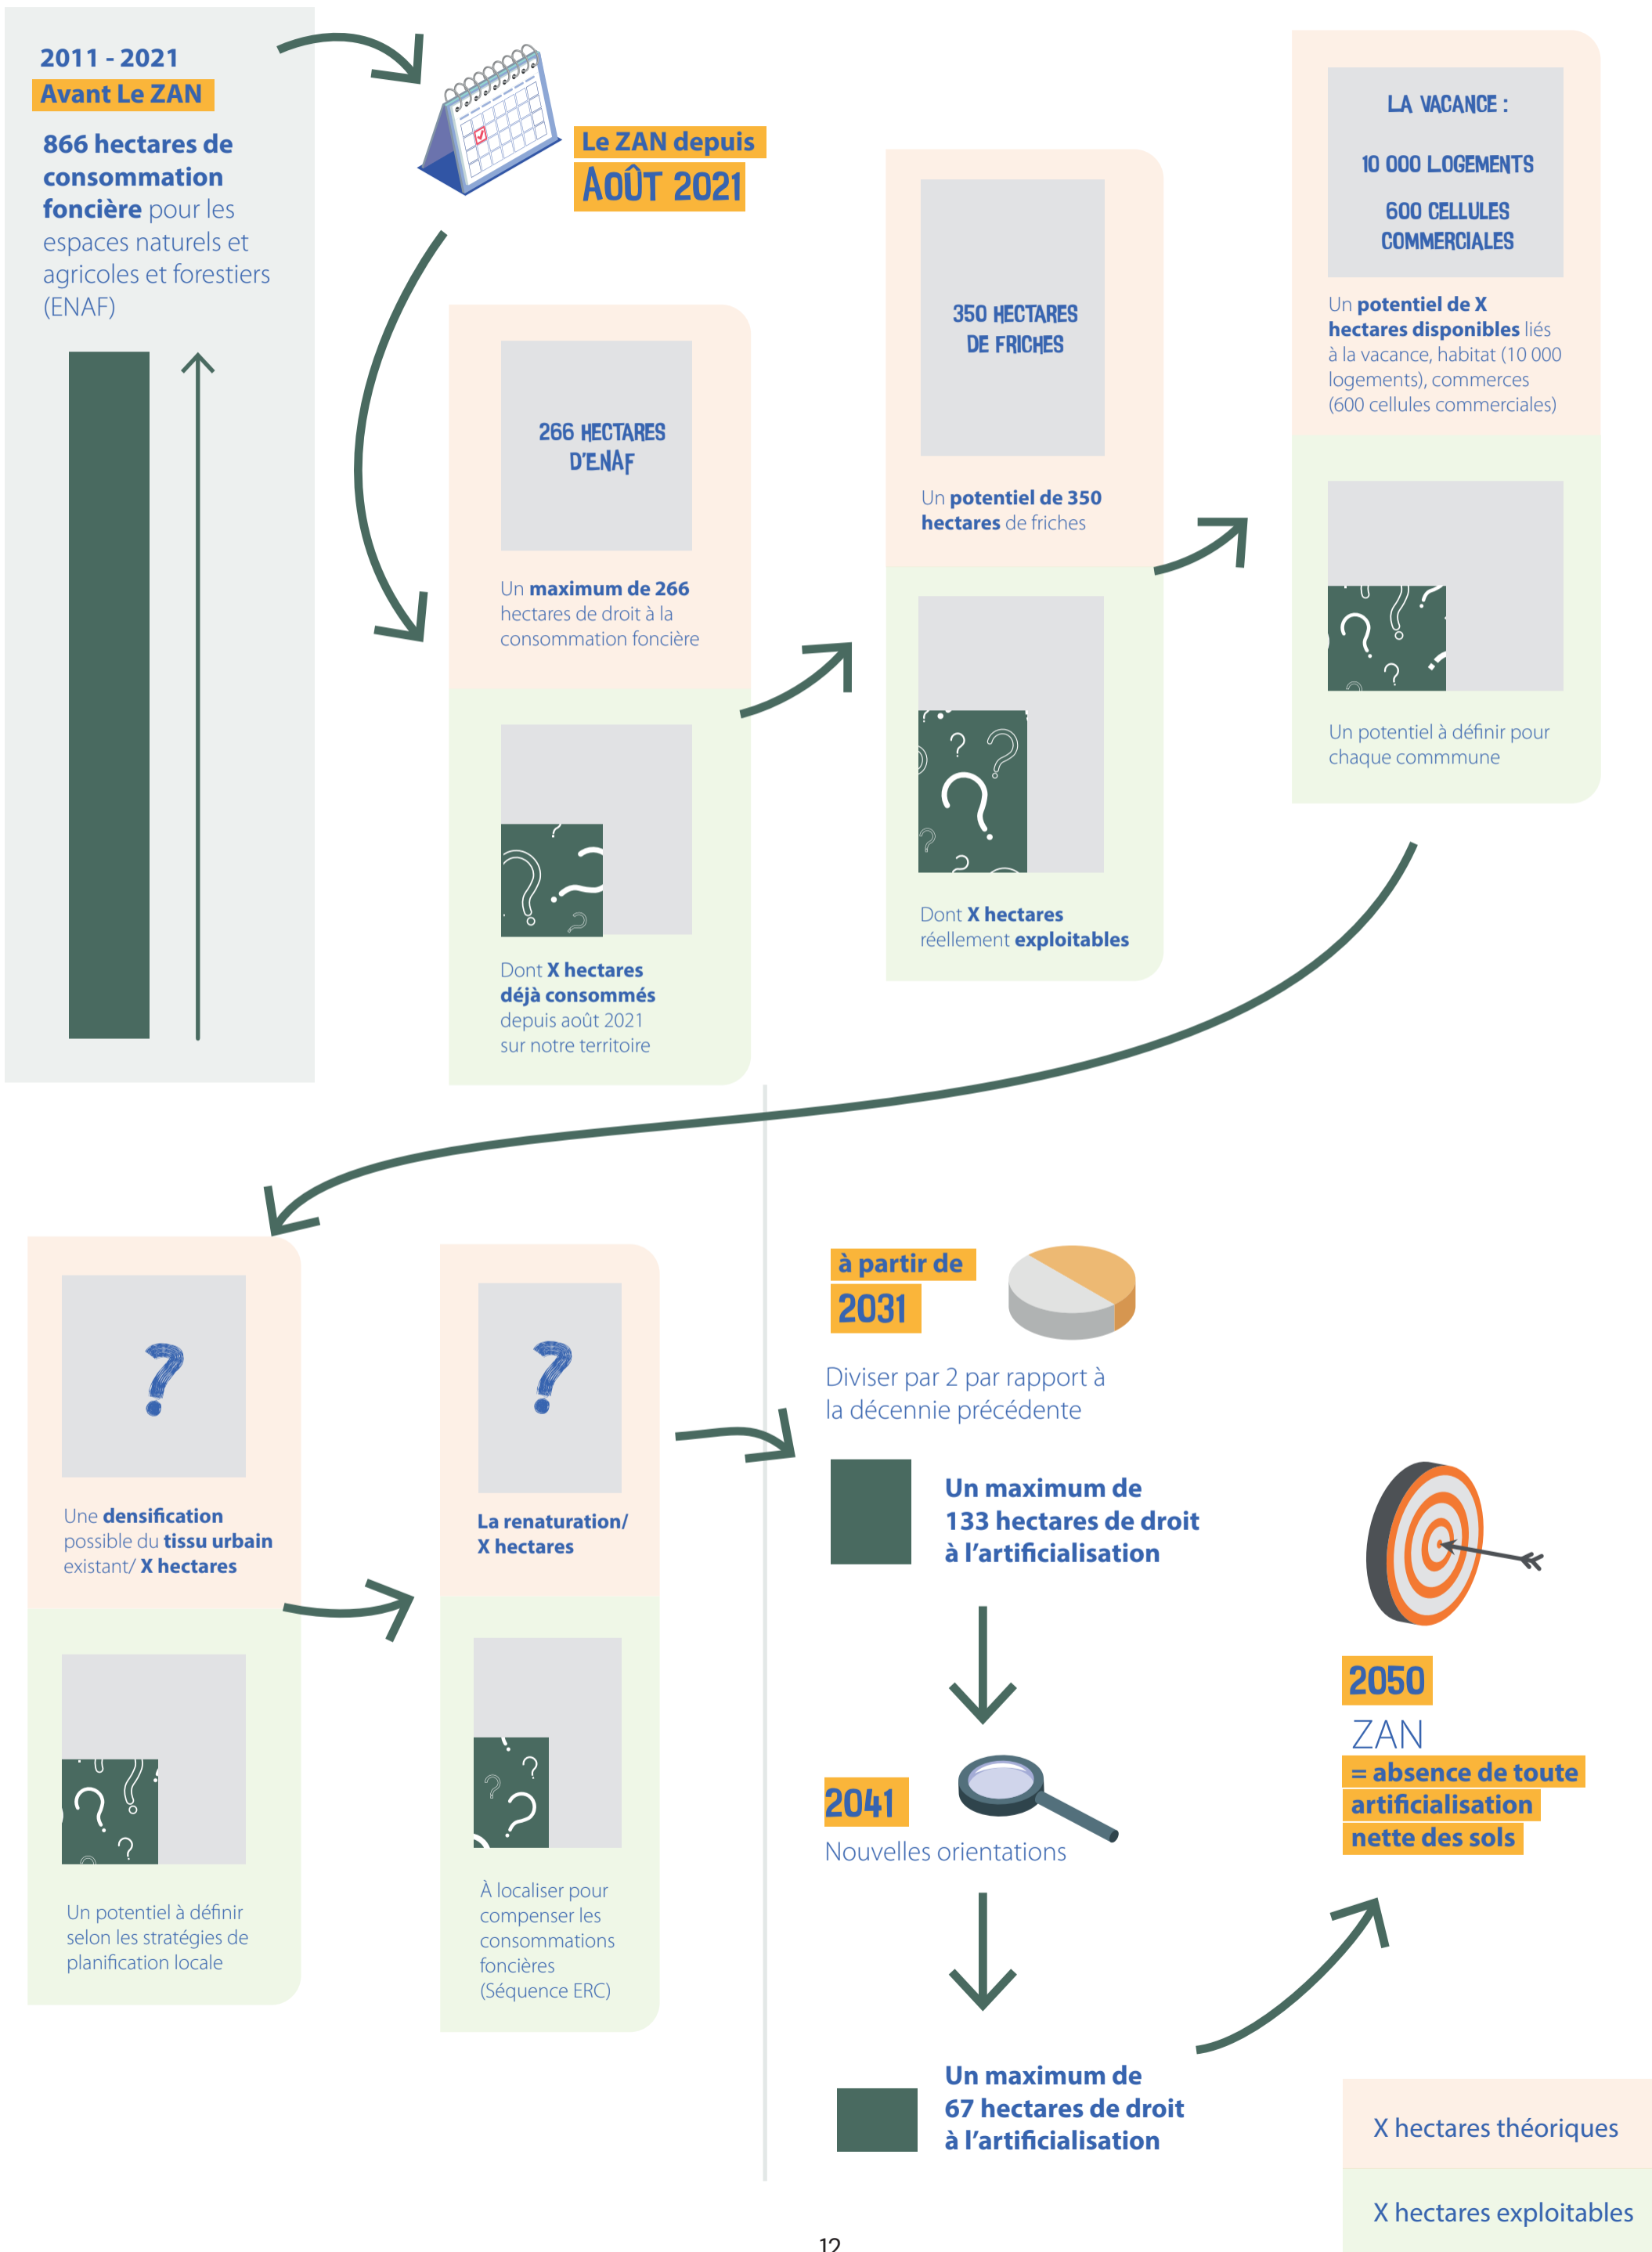 2011 - 2021
Avant Le ZAN
866 hectares de
consommation
foncière pour les
espaces naturels et
agricoles et forestiers
(ENAF)
Le ZAN depuis
AOÛT 2021
266 HECTARES
D'ENAF
Un maximum de 266
hectares de droit à la
consommation foncière
Dont X hectares
déjà consommés
depuis août 2021
sur notre territoire
350 HECTARES
DE FRICHES
Un potentiel de 350
hectares de friches
Dont X hectares
réellement exploitables
LA VACANCE :
10 000 LOGEMENTS
600 CELLULES
COMMERCIALES
Un potentiel de X
hectares disponibles liés
à la vacance, habitat (10 000
logements), commerces
(600 cellules commerciales)
Un potentiel à définir pour
chaque commmune
?
Une densification
possible du tissu urbain
existant/ X hectares
Un potentiel à définir
selon les stratégies de
planification locale
?
La renaturation/
X hectares
À localiser pour
compenser les
consommations
foncières
(Séquence ERC)
à partir de
2031
Diviser par 2 par rapport à
la décennie précédente
Un maximum de
133 hectares de droit
à l'artificialisation
2041
Nouvelles orientations
Un maximum de
67 hectares de droit
à l'artificialisation
2050
ZAN
= absence de toute
artificialisation
nette des sols
X hectares théoriques
X hectares exploitables
12